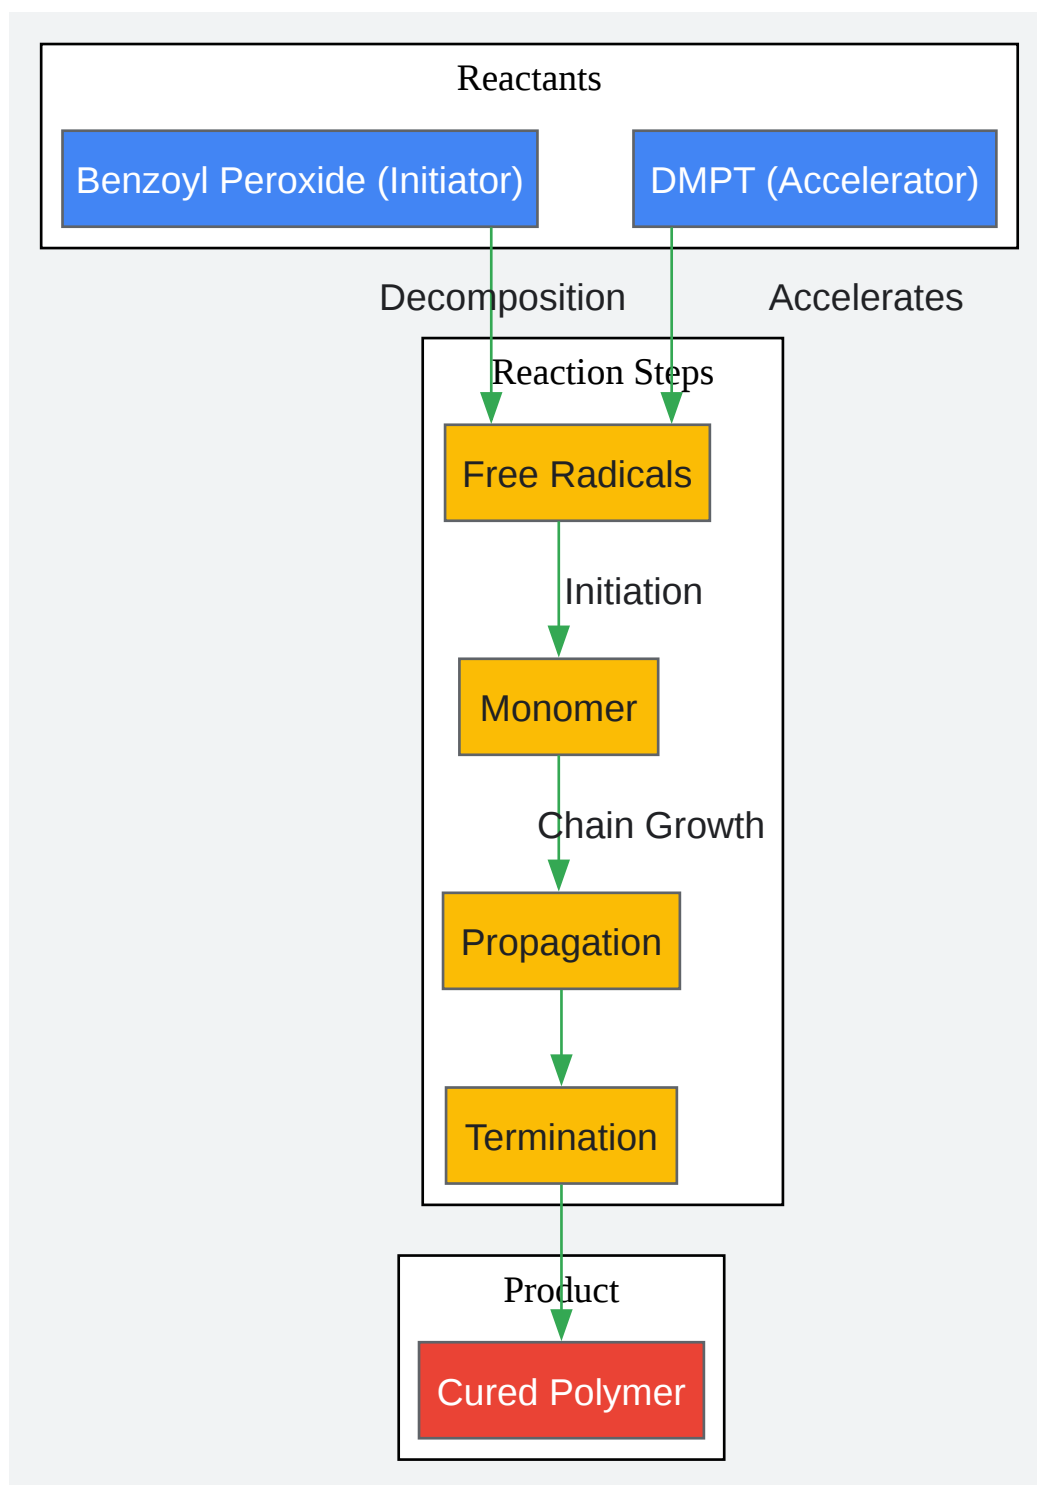 Reactants
Benzoyl Peroxide (Initiator)
DMPT (Accelerator)
Decomposition
Accelerates
Reaction Steps
Free Radicals
Initiation
Monomer
Chain Growth
Propagation
Termination
Product
Cured Polymer